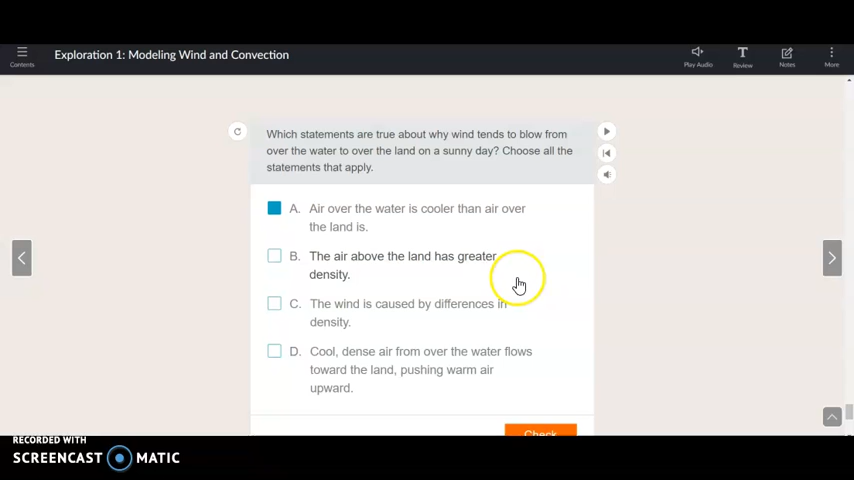 Exploration 1: Modeling Wind and Convection
Contents
Play Audio
Review
Notes
More
Which statements are true about why wind tends to blow from
over the water to over the land on a sunny day? Choose all the
statements that apply.
A. Air over the water is cooler than air over
the land is.
B. The air above the land has greater
density.
C. The wind is caused by differences in
density.
D. Cool, dense air from over the water flows
toward the land, pushing warm air
upward.
Check
RECORDED WITH
SCREENCAST MATIC